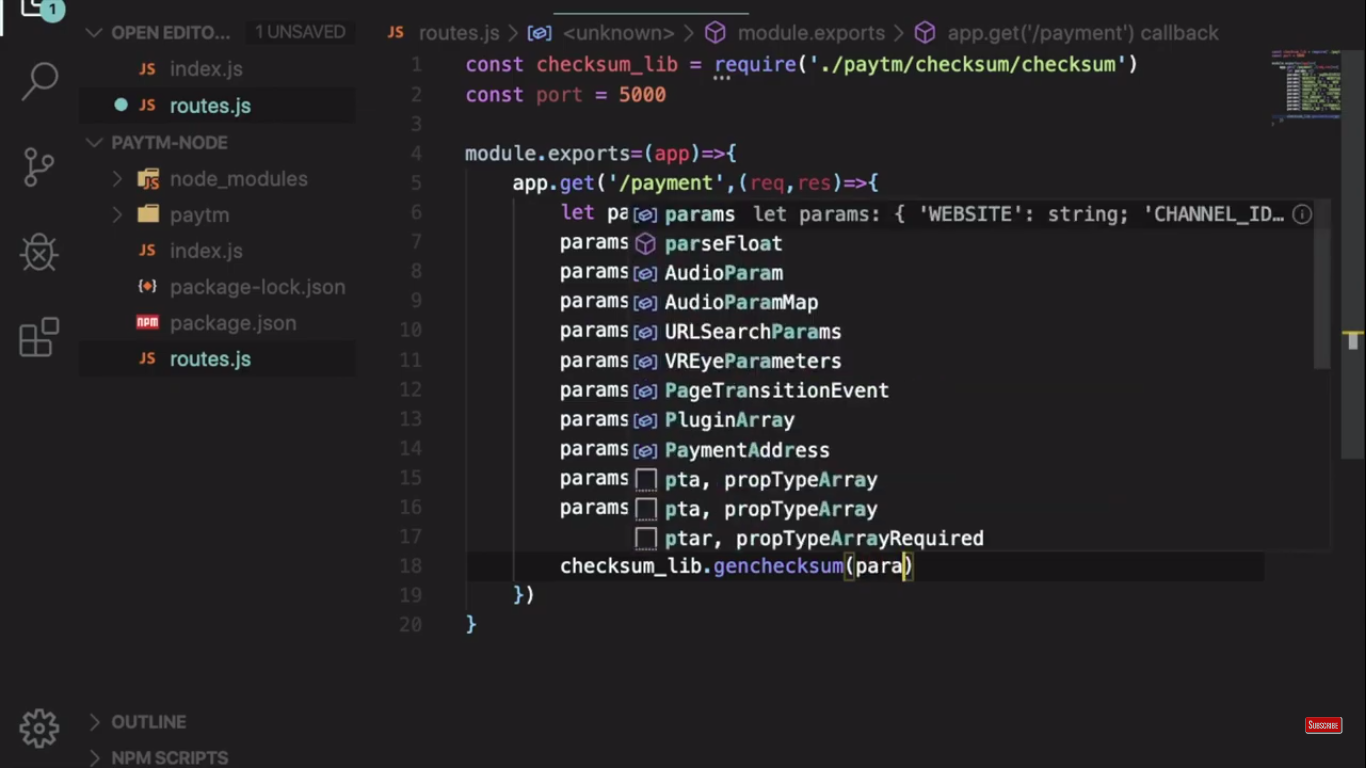 1
OPEN EDITO... 1 UNSAVED
JS index.js
JS routes.js
PAYTM-NODE
JS node_modules
paytm
JS index.js
package-lock.json
npm package.json
JS routes.js
OUTLINE
NPM SCRIPTS
JS routes.js > <unknown> > module.exports > app.get('/payment') callback
1 const checksum_lib = require('./paytm/checksum/checksum')
2 const port = 5000
3
4 module.exports=(app)=>{
5 app.get('/payment',(req,res)=>{
6 let pa params let params: { 'WEBSITE': string; 'CHANNEL_ID…
7 params parseFloat
8 params AudioParam
9 params AudioParamMap
10 params URLSearchParams
11 params VREyeParameters
12 params PageTransitionEvent
13 params PluginArray
14 params PaymentAddress
15 params pta, propTypeArray
16 params pta, propTypeArray
17 ptar, propTypeArrayRequired
18 checksum_lib.genchecksum(para)
19 })
20 }
SUBSCRIBE